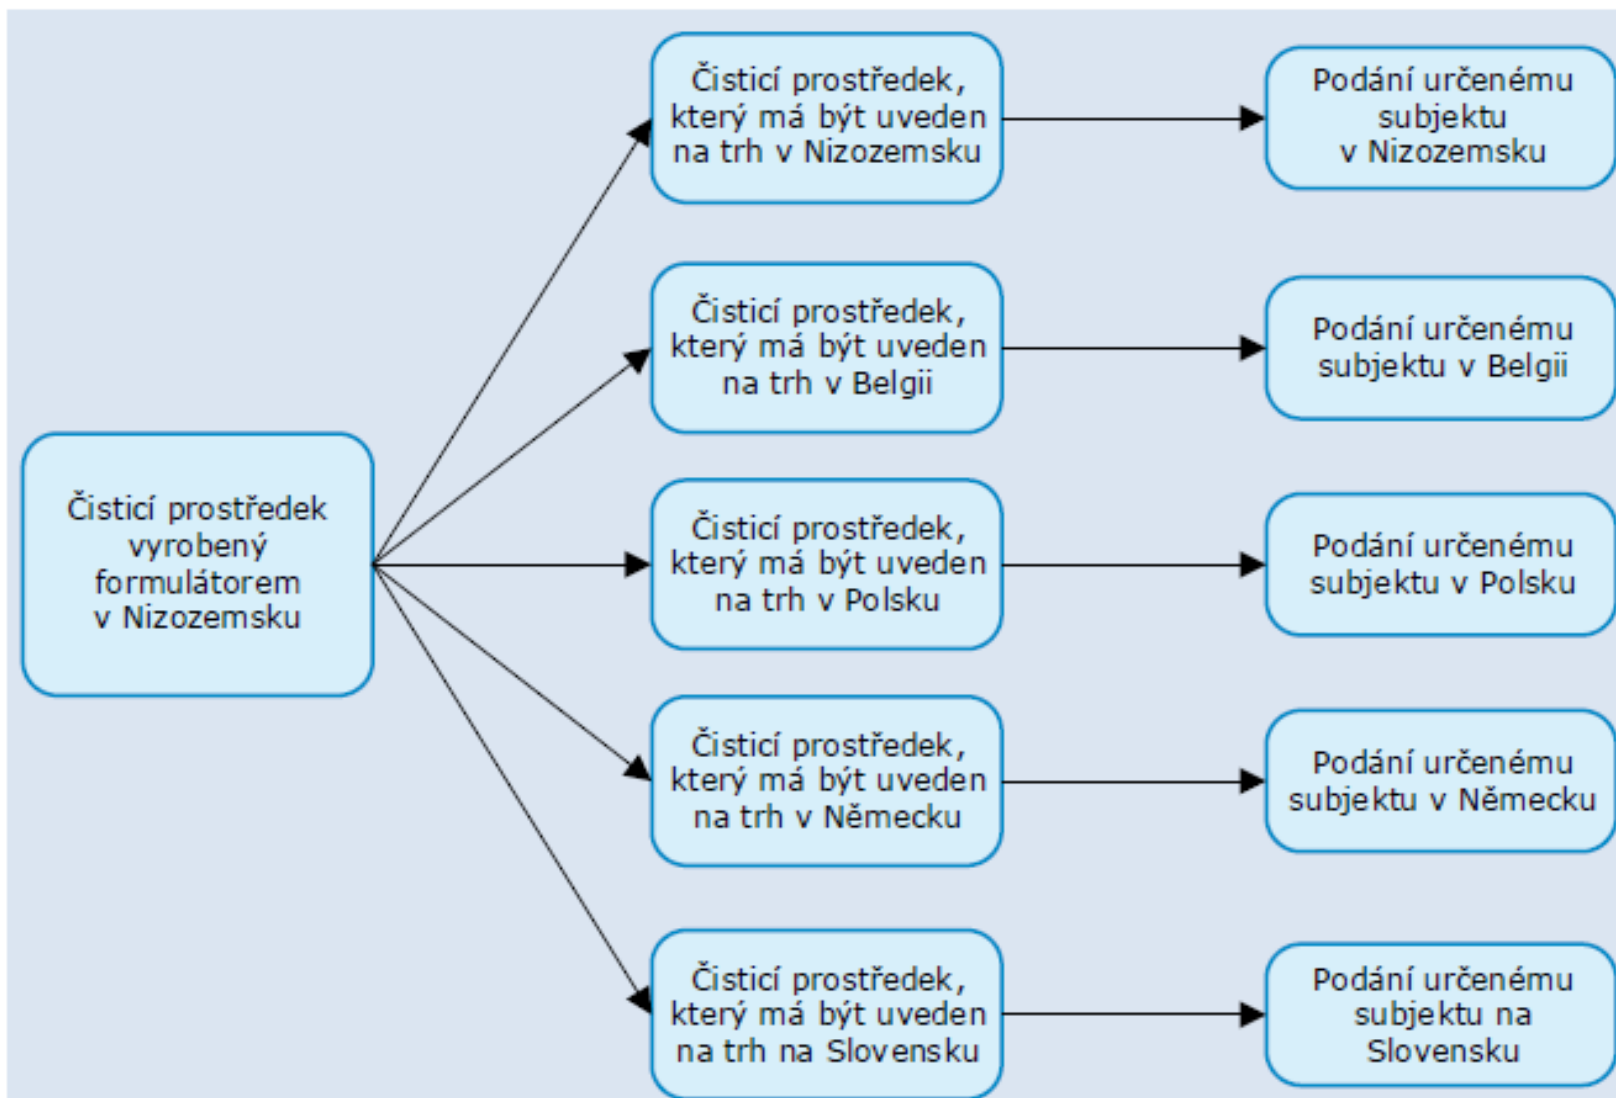 Čisticí prostředek
vyrobený
formulátorem
v Nizozemsku
Čisticí prostředek,
který má být uveden
na trh v Nizozemsku
Podání určenému
subjektu
v Nizozemsku
Čisticí prostředek,
který má být uveden
na trh v Belgii
Podání určenému
subjektu v Belgii
Čisticí prostředek,
který má být uveden
na trh v Polsku
Podání určenému
subjektu v Polsku
Čisticí prostředek,
který má být uveden
na trh v Německu
Podání určenému
subjektu v Německu
Čisticí prostředek,
který má být uveden
na trh na Slovensku
Podání určenému
subjektu na
Slovensku